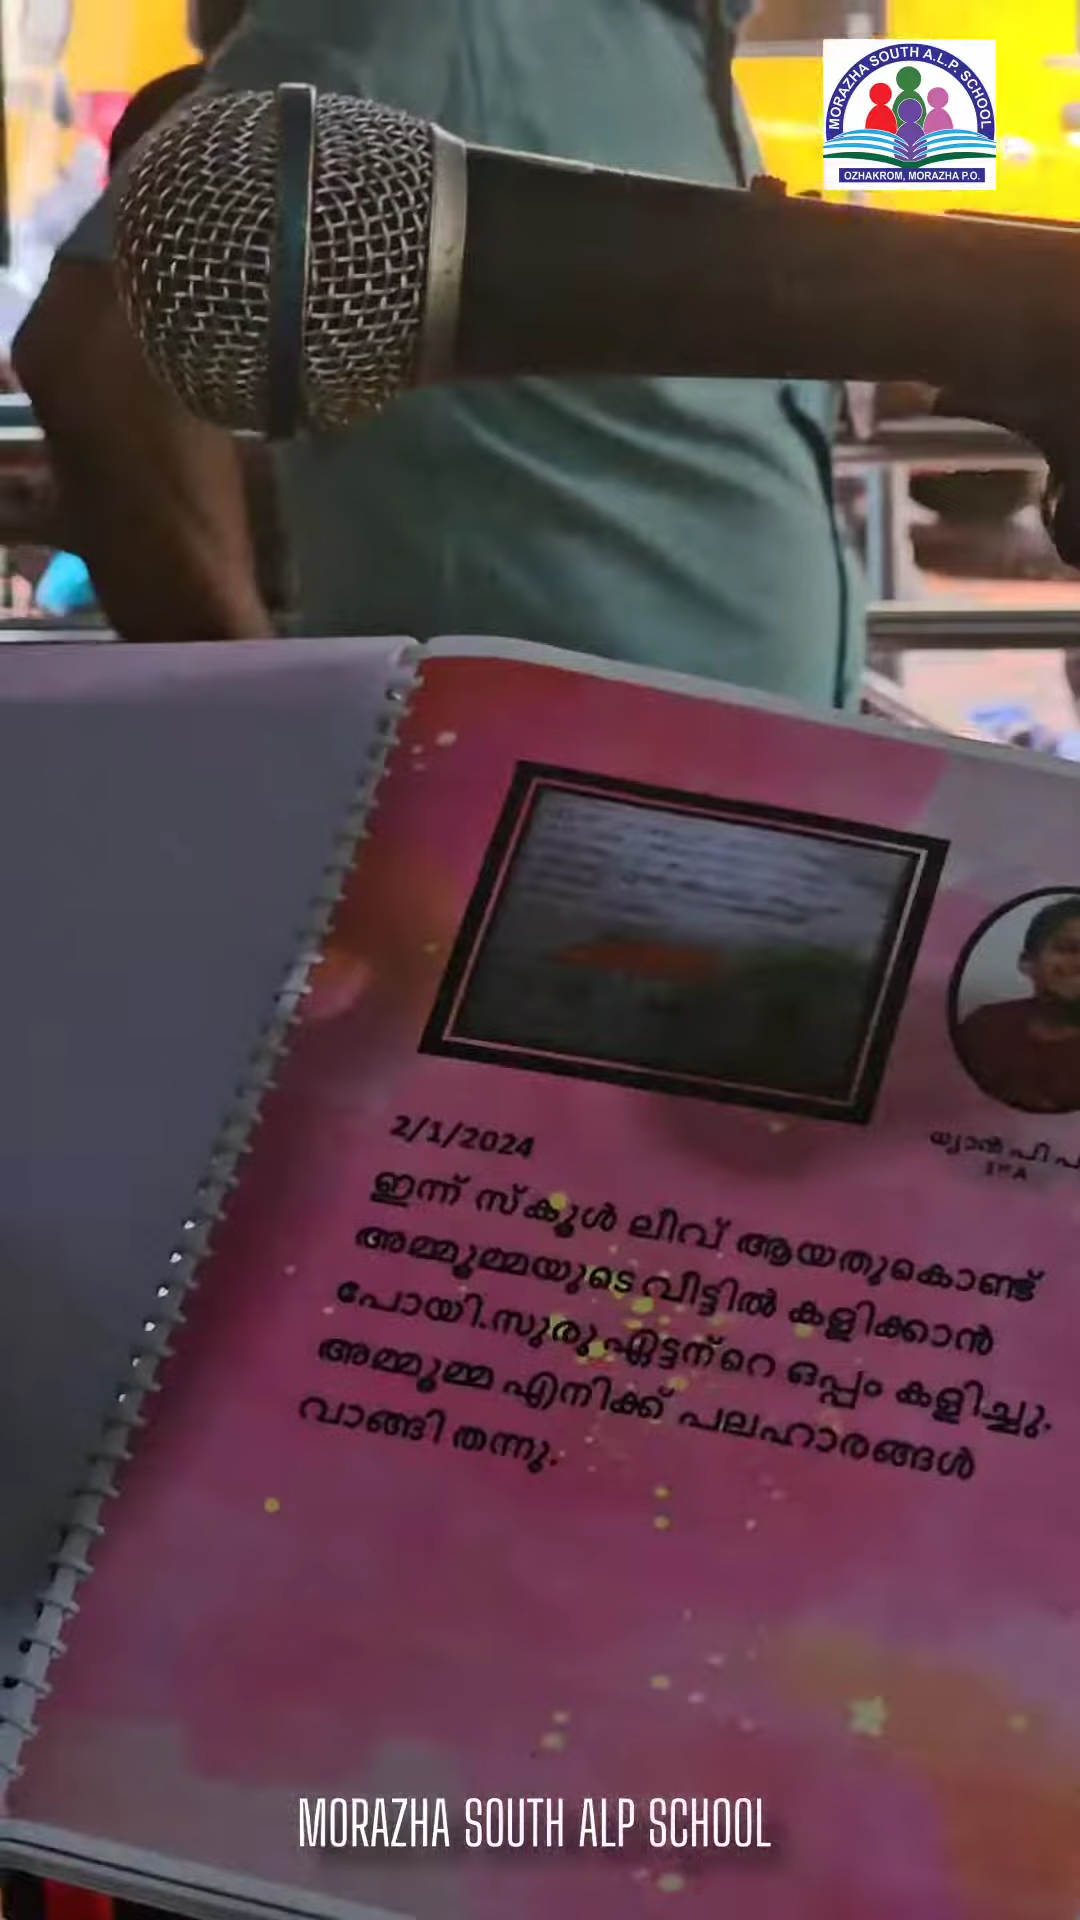 MORAZHA SOUTH A.L.P. SCHOOL
OZHAKROM, MORAZHA P.O.
2/1/2024
ധ്യാൻ പി പ
ഇന്ന് സ്കൂൾ ലീവ് ആയതുകൊണ്ട്
അമ്മൂമ്മയുടെ വീട്ടിൽ കളിക്കാൻ
പോയി.സുരുഏട്ടന്റെ ഒപ്പം കളിച്ചു.
അമ്മൂമ്മ എനിക്ക് പലഹാരങ്ങൾ
വാങ്ങി തന്നു.
MORAZHA SOUTH ALP SCHOOL